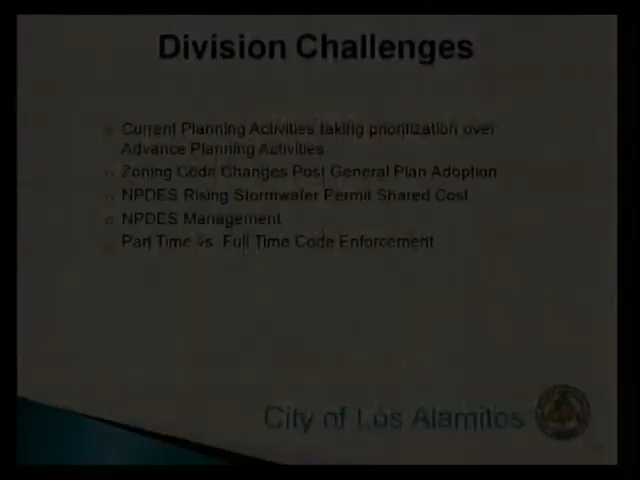 Division Challenges
Current Planning Activities taking prioritization over
Advance Planning Activities
Zoning Code Changes Post General Plan Adoption
NPDES Rising Stormwater Permit Shared Cost
NPDES Management
Part Time vs. Full Time Code Enforcement
City of Los Alamitos